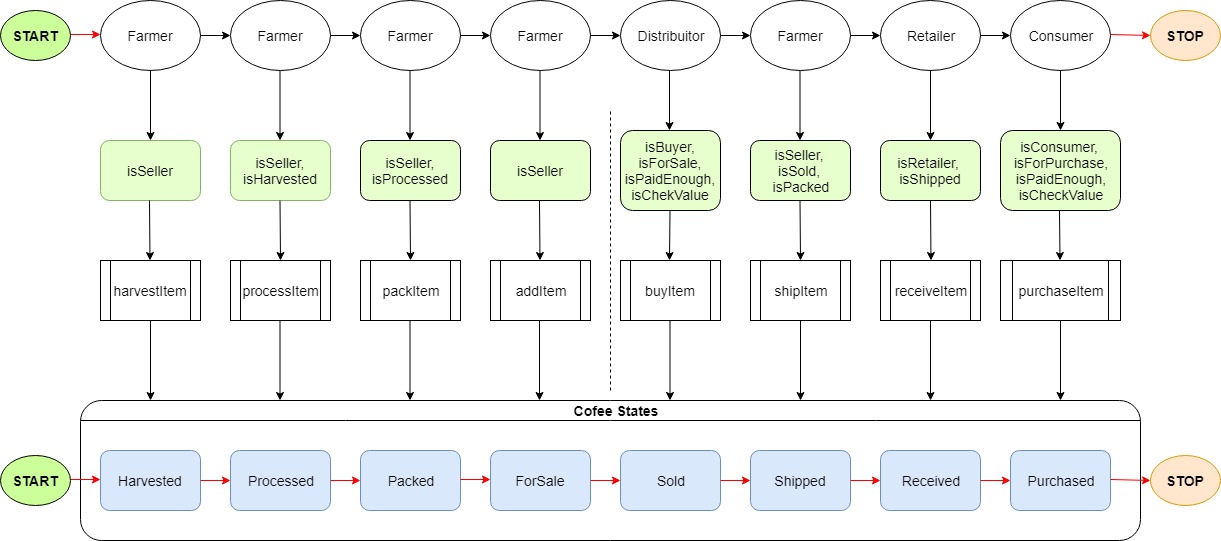 START
Farmer
Farmer
Farmer
Farmer
Distribuitor
Farmer
Retailer
Consumer
STOP
isSeller
isSeller,
isHarvested
isSeller,
isProcessed
isSeller
isBuyer,
isForSale,
isPaidEnough,
isChekValue
isSeller,
isSold,
isPacked
isRetailer,
isShipped
isConsumer,
isForPurchase,
isPaidEnough,
isCheckValue
harvestItem
processItem
packItem
addItem
buyItem
shipItem
receiveItem
purchaseItem
Cofee States
START
Harvested
Processed
Packed
ForSale
Sold
Shipped
Received
Purchased
STOP